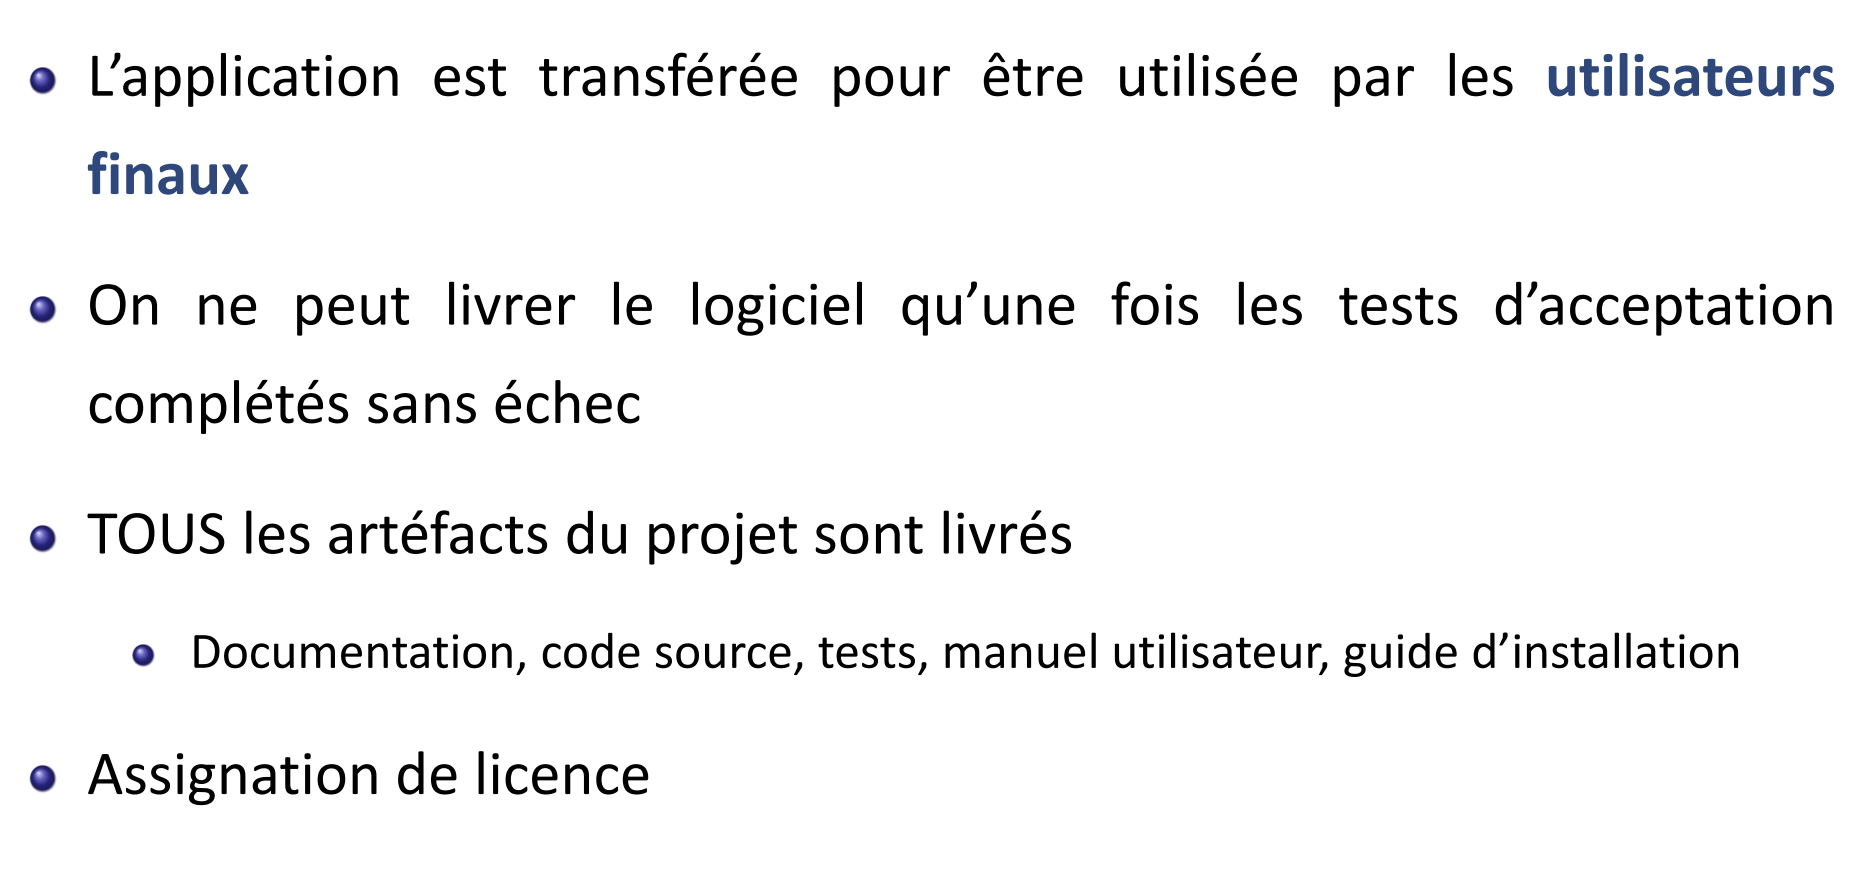 L’application est transférée pour être utilisée par les utilisateurs
finaux
On ne peut livrer le logiciel qu’une fois les tests d’acceptation
complétés sans échec
TOUS les artéfacts du projet sont livrés
Documentation, code source, tests, manuel utilisateur, guide d’installation
Assignation de licence